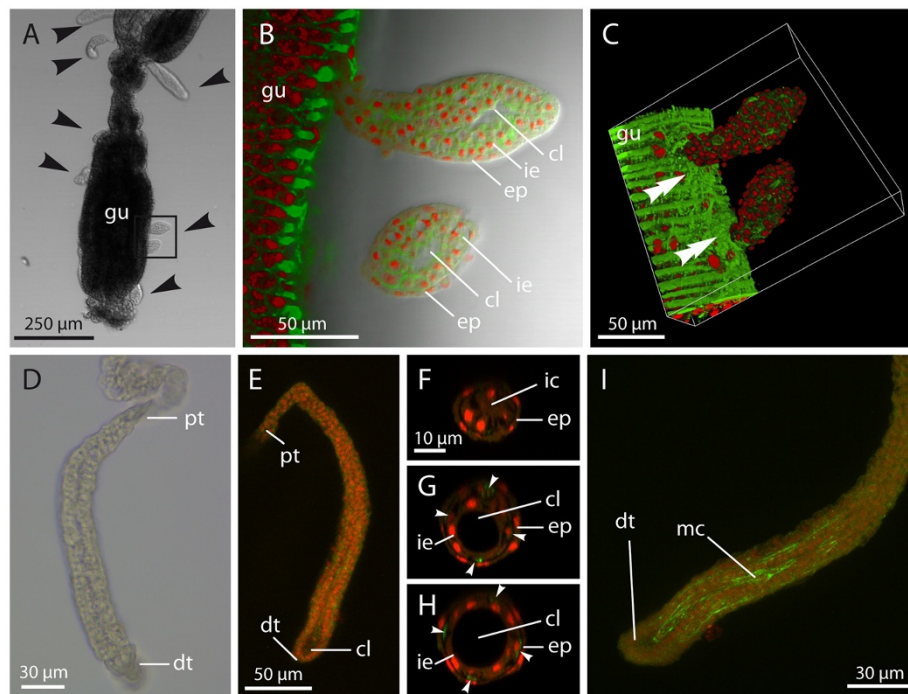 A
gu
250 µm
B
gu
cl
ie
ep
cl
ie
ep
50 µm
C
gu
50 µm
D
pt
dt
30 µm
E
pt
dt
cl
50 µm
F
ic
ep
10 µm
G
cl
ie
ep
H
cl
ie
ep
I
dt
mc
30 µm